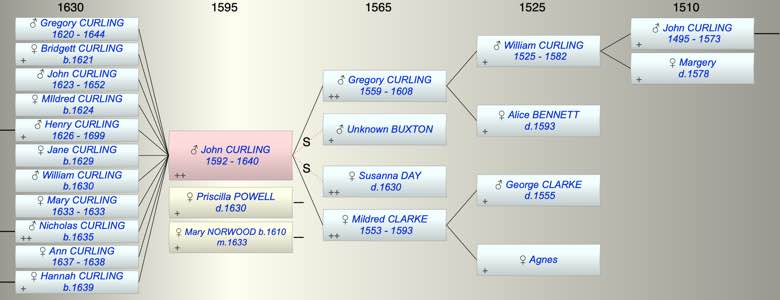 1630
1595
1565
1525
1510
♂ Gregory CURLING
1620 - 1644
♀ Bridgett CURLING
+ b.1621
♂ John CURLING
1623 - 1652
♀ MIldred CURLING
b.1624
♂ Henry CURLING
+ 1626 - 1699
♀ Jane CURLING
b.1629
♂ William CURLING
b.1630
♀ Mary CURLING
1633 - 1633
♂ Nicholas CURLING
++ b.1635
♀ Ann CURLING
1637 - 1638
♀ Hannah CURLING
+ b.1639
♂ John CURLING
1592 - 1640
++
♀ Priscilla POWELL
+ d.1630
♀ Mary NORWOOD b.1610
+ m.1633
♂ Gregory CURLING
1559 - 1608
++
S
♂ Unknown BUXTON
+
S
♀ Susanna DAY
d.1630
++
♀ Mildred CLARKE
1553 - 1593
++
♂ William CURLING
1525 - 1582
+
♀ Alice BENNETT
d.1593
+
♂ George CLARKE
d.1555
+
♀ Agnes
+
♂ John CURLING
1495 - 1573
+
♀ Margery
d.1578
+